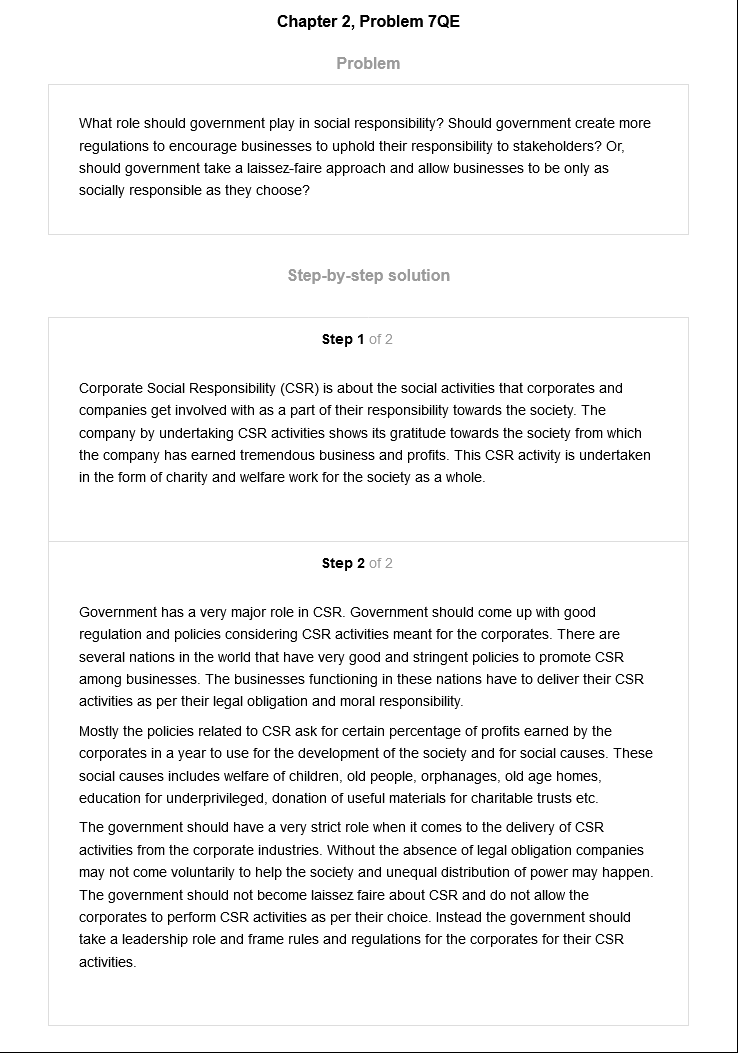 Chapter 2, Problem 7QE
Problem
What role should government play in social responsibility? Should government create more
regulations to encourage businesses to uphold their responsibility to stakeholders? Or,
should government take a laissez-faire approach and allow businesses to be only as
socially responsible as they choose?
Step-by-step solution
Step 1 of 2
Corporate Social Responsibility (CSR) is about the social activities that corporates and
companies get involved with as a part of their responsibility towards the society. The
company by undertaking CSR activities shows its gratitude towards the society from which
the company has earned tremendous business and profits. This CSR activity is undertaken
in the form of charity and welfare work for the society as a whole.
Step 2 of 2
Government has a very major role in CSR. Government should come up with good
regulation and policies considering CSR activities meant for the corporates. There are
several nations in the world that have very good and stringent policies to promote CSR
among businesses. The businesses functioning in these nations have to deliver their CSR
activities as per their legal obligation and moral responsibility.
Mostly the policies related to CSR ask for certain percentage of profits earned by the
corporates in a year to use for the development of the society and for social causes. These
social causes includes welfare of children, old people, orphanages, old age homes,
education for underprivileged, donation of useful materials for charitable trusts etc.
The government should have a very strict role when it comes to the delivery of CSR
activities from the corporate industries. Without the absence of legal obligation companies
may not come voluntarily to help the society and unequal distribution of power may happen.
The government should not become laissez faire about CSR and do not allow the
corporates to perform CSR activities as per their choice. Instead the government should
take a leadership role and frame rules and regulations for the corporates for their CSR
activities.